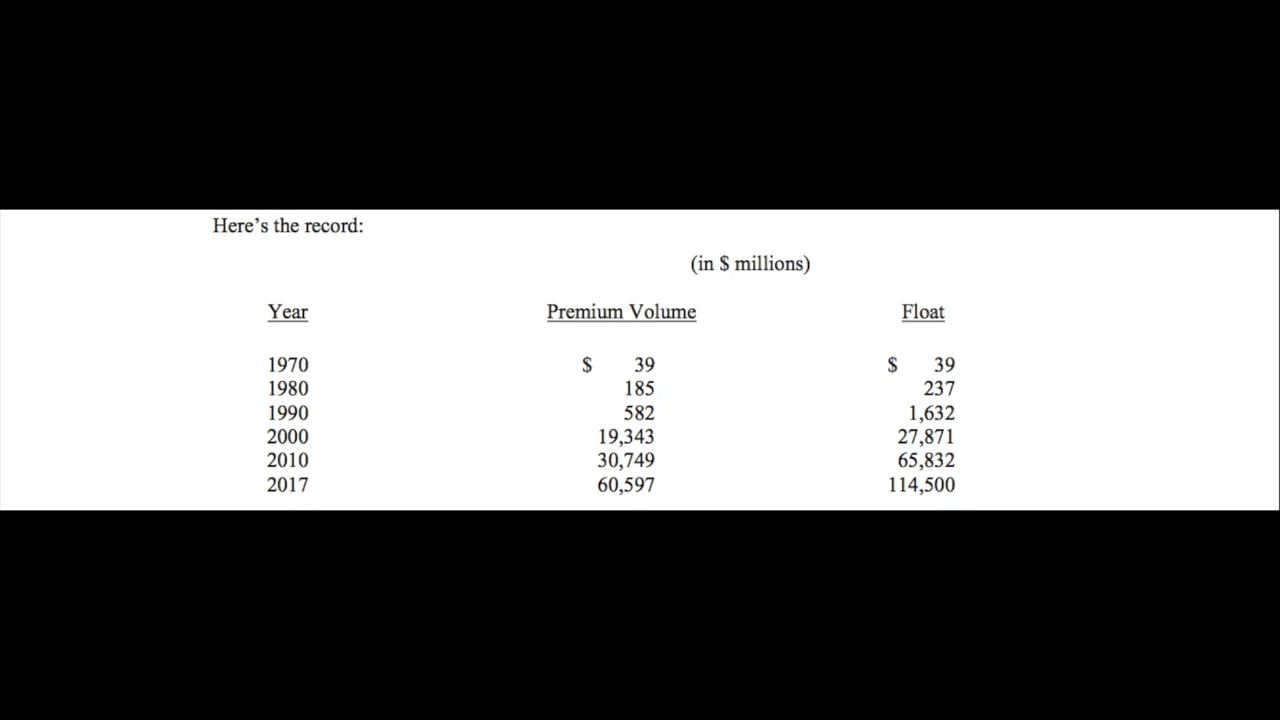 Here's the record:
(in $ millions)
Year Premium Volume Float
1970 $ 39 $ 39
1980 185 237
1990 582 1,632
2000 19,343 27,871
2010 30,749 65,832
2017 60,597 114,500